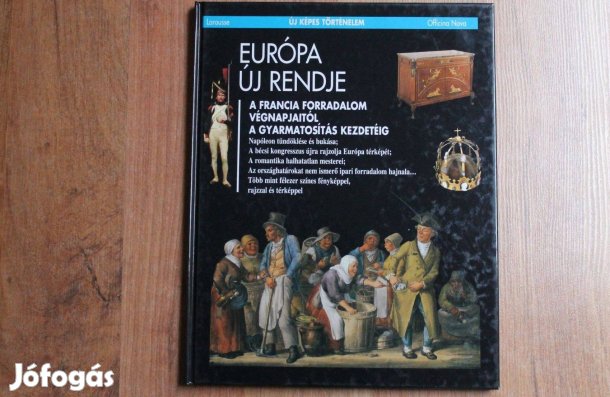 Larousse
ÚJ KÉPES TÖRTÉNELEM
Officina Nova
EURÓPA
ÚJ RENDJE
A FRANCIA FORRADALOM
VÉGNAPJAITÓL
A GYARMATOSÍTÁS KEZDETÉIG
Napóleon tündöklése és bukása;
A bécsi kongresszus újra rajzolja Európa térképét;
A romantika halhatatlan mesterei;
Az országhatárokat nem ismerő ipari forradalom hajnala...
Több mint félezer színes fényképpel,
rajzzal és térképpel
Jófogás